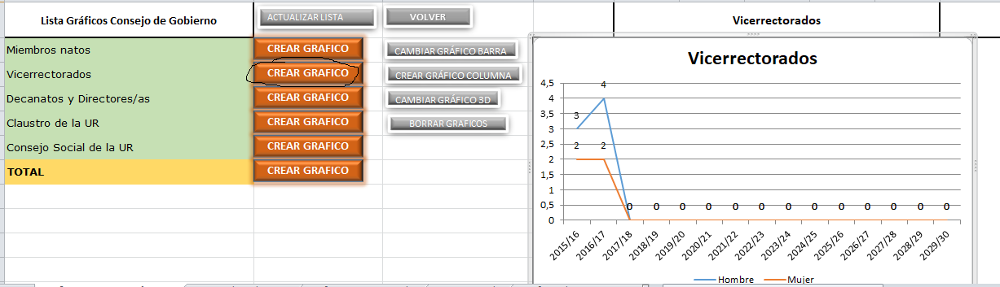 Lista Gráficos Consejo de Gobierno
ACTUALIZAR LISTA
VOLVER
Vicerrectorados
Miembros natos
CREAR GRAFICO
CAMBIAR GRÁFICO BARRA
Vicerrectorados
CREAR GRAFICO
CREAR GRÁFICO COLUMNA
Decanatos y Directores/as
CREAR GRAFICO
CAMBIAR GRÁFICO 3D
Claustro de la UR
CREAR GRAFICO
BORRAR GRAFICOS
Consejo Social de la UR
CREAR GRAFICO
TOTAL
CREAR GRAFICO
Vicerrectorados
4,5
4
3,5
3
2,5
2
1,5
1
0,5
0
3
4
2
2
0 0 0 0 0 0 0 0 0 0 0 0 0
2015/16
2016/17
2017/18
2018/19
2019/20
2020/21
2021/22
2022/23
2023/24
2024/25
2025/26
2026/27
2027/28
2028/29
2029/30
Hombre
Mujer